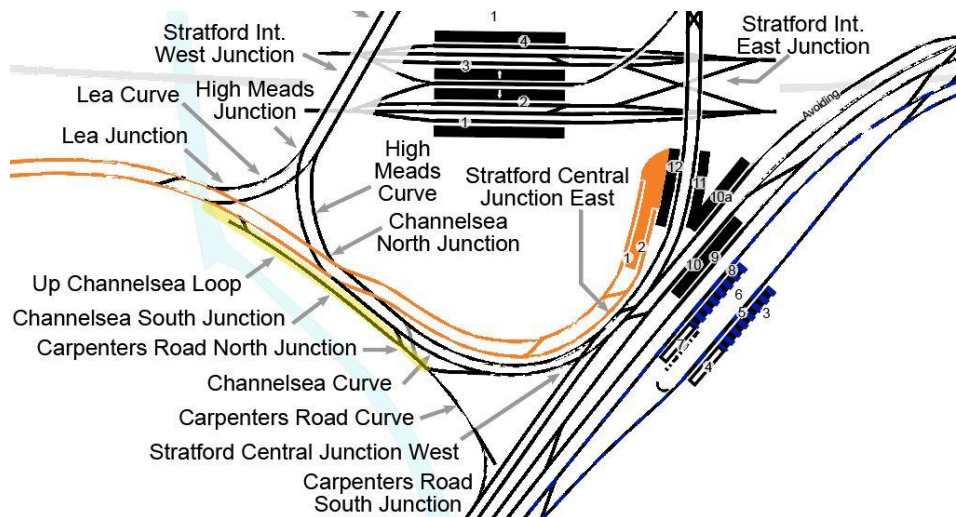 1
Stratford Int.
West Junction
Stratford Int.
East Junction
4
3
2
1
Lea Curve
High Meads
Junction
Lea Junction
Avoiding
High
Meads
Curve
Stratford Central
Junction East
12
11
10a
Channelsea
North Junction
2
1
10
9
8
6
5
3
7
4
Up Channelsea Loop
Channelsea South Junction
Carpenters Road North Junction
Channelsea Curve
Carpenters Road Curve
Stratford Central Junction West
Carpenters Road
South Junction